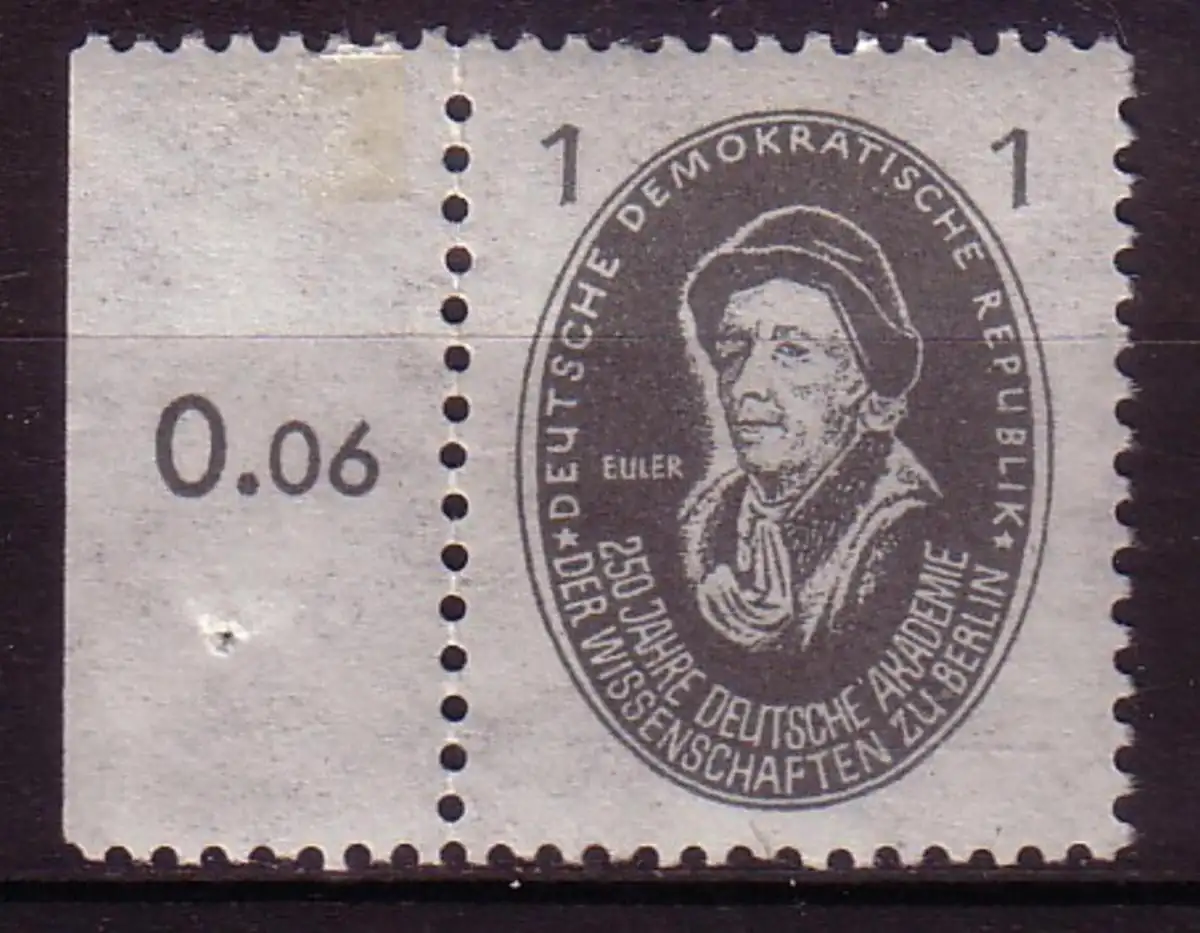 1 1
★ DEUTSCHE DEMOKRATISCHE REPUBLIK ★
0.06
EULER
250 JAHRE DEUTSCHE AKADEMIE
DER WISSENSCHAFTEN ZU BERLIN